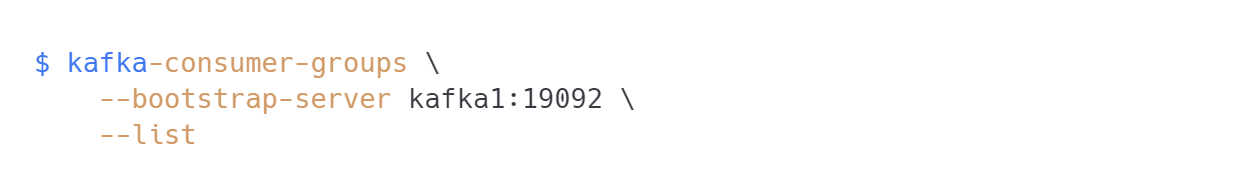 $ kafka-consumer-groups \
    --bootstrap-server kafka1:19092 \
    --list